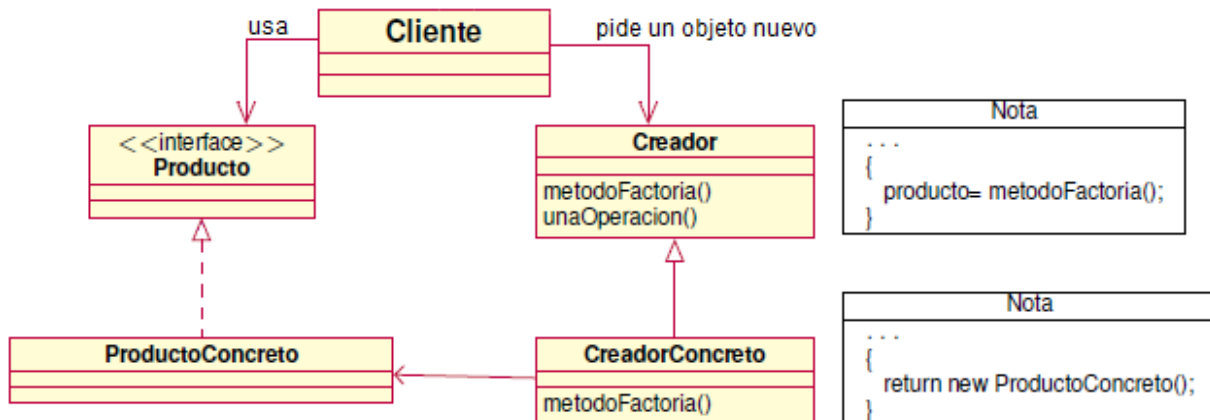 usa
Cliente
pide un objeto nuevo
<<interface>>
Producto
Creador
metodoFactoria()
unaOperacion()
Nota
. . .
{
producto= metodoFactoria();
}
ProductoConcreto
CreadorConcreto
metodoFactoria()
Nota
. . .
{
return new ProductoConcreto();
}